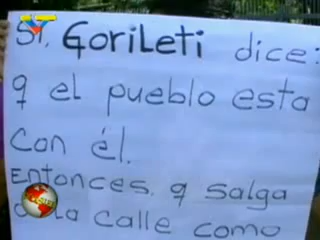 Si, Gorileti dice:
q el pueblo esta
con él.
Entonces. q salga
a la calle como